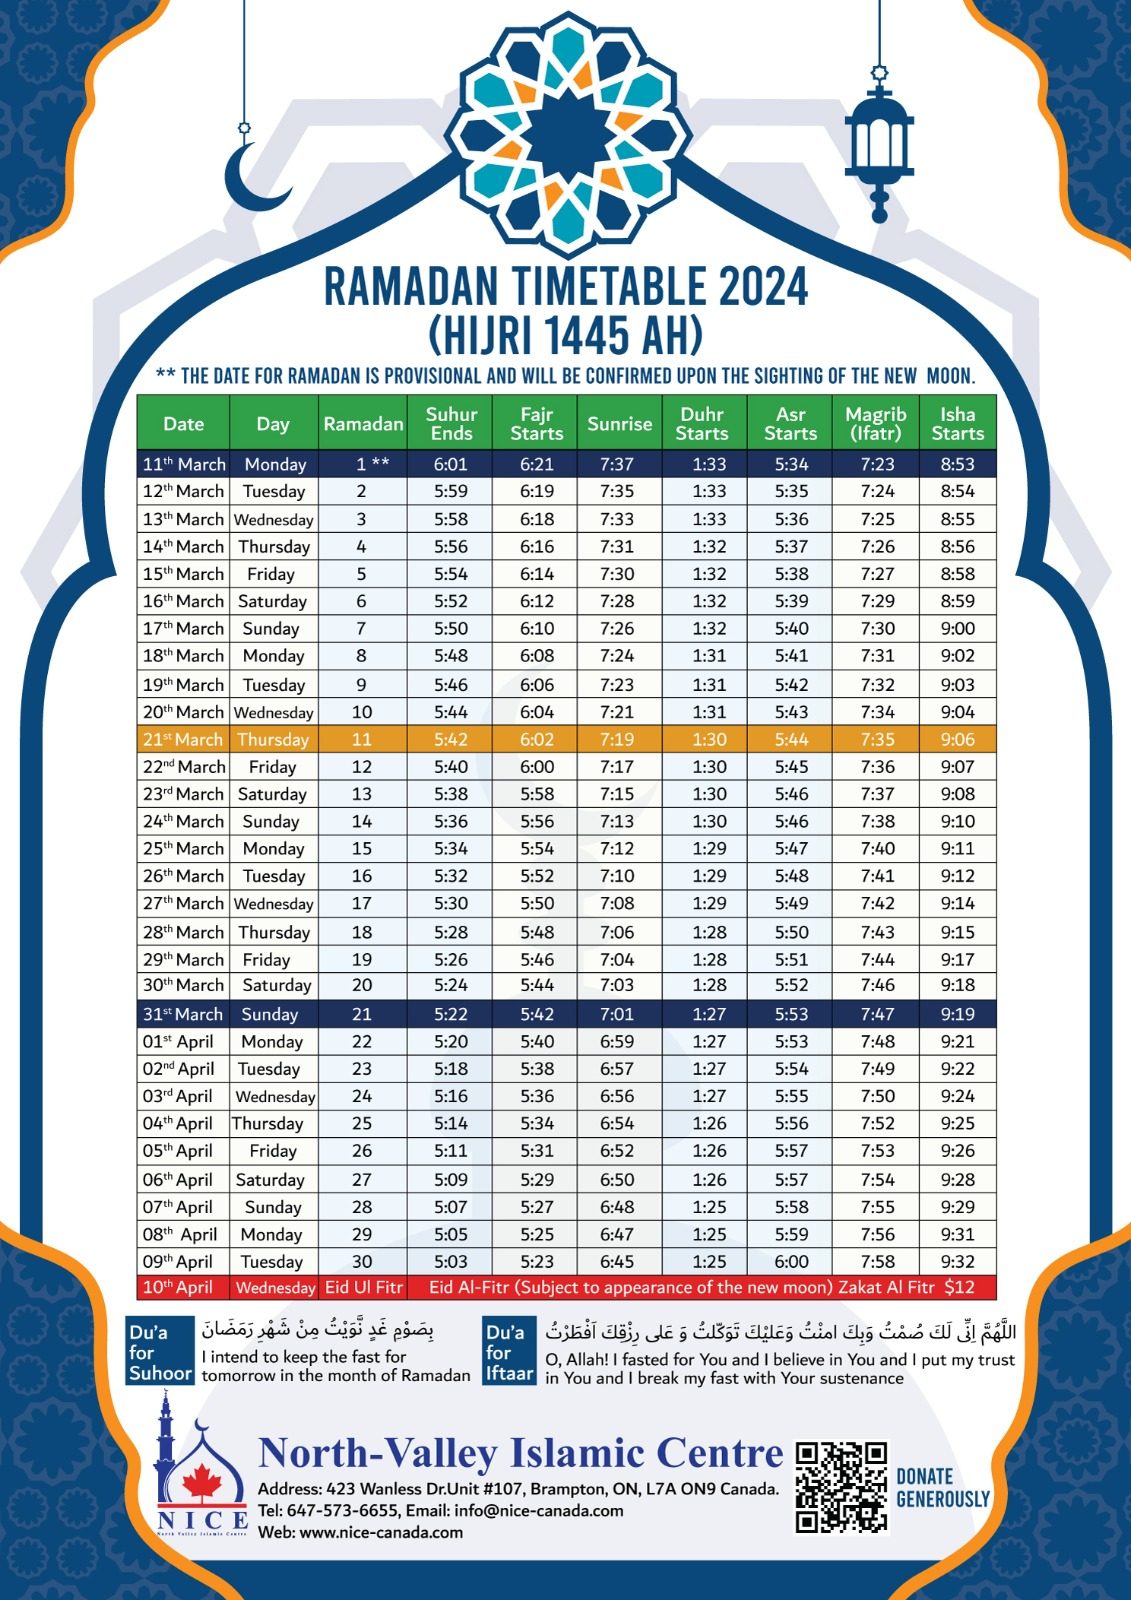 RAMADAN TIMETABLE 2024
(HIJRI 1445 AH)
** THE DATE FOR RAMADAN IS PROVISIONAL AND WILL BE CONFIRMED UPON THE SIGHTING OF THE NEW MOON.
Date Day Ramadan Suhur Ends Fajr Starts Sunrise Duhr Starts Asr Starts Magrib (Ifatr) Isha Starts
11th March Monday 1 ** 6:01 6:21 7:37 1:33 5:34 7:23 8:53
12th March Tuesday 2 5:59 6:19 7:35 1:33 5:35 7:24 8:54
13th March Wednesday 3 5:58 6:18 7:33 1:33 5:36 7:25 8:55
14th March Thursday 4 5:56 6:16 7:31 1:32 5:37 7:26 8:56
15th March Friday 5 5:54 6:14 7:30 1:32 5:38 7:27 8:58
16th March Saturday 6 5:52 6:12 7:28 1:32 5:39 7:29 8:59
17th March Sunday 7 5:50 6:10 7:26 1:32 5:40 7:30 9:00
18th March Monday 8 5:48 6:08 7:24 1:31 5:41 7:31 9:02
19th March Tuesday 9 5:46 6:06 7:23 1:31 5:42 7:32 9:03
20th March Wednesday 10 5:44 6:04 7:21 1:31 5:43 7:34 9:04
21st March Thursday 11 5:42 6:02 7:19 1:30 5:44 7:35 9:06
22nd March Friday 12 5:40 6:00 7:17 1:30 5:45 7:36 9:07
23rd March Saturday 13 5:38 5:58 7:15 1:30 5:46 7:37 9:08
24th March Sunday 14 5:36 5:56 7:13 1:30 5:46 7:38 9:10
25th March Monday 15 5:34 5:54 7:12 1:29 5:47 7:40 9:11
26th March Tuesday 16 5:32 5:52 7:10 1:29 5:48 7:41 9:12
27th March Wednesday 17 5:30 5:50 7:08 1:29 5:49 7:42 9:14
28th March Thursday 18 5:28 5:48 7:06 1:28 5:50 7:43 9:15
29th March Friday 19 5:26 5:46 7:04 1:28 5:51 7:44 9:17
30th March Saturday 20 5:24 5:44 7:03 1:28 5:52 7:46 9:18
31st March Sunday 21 5:22 5:42 7:01 1:27 5:53 7:47 9:19
01st April Monday 22 5:20 5:40 6:59 1:27 5:53 7:48 9:21
02nd April Tuesday 23 5:18 5:38 6:57 1:27 5:54 7:49 9:22
03rd April Wednesday 24 5:16 5:36 6:56 1:27 5:55 7:50 9:24
04th April Thursday 25 5:14 5:34 6:54 1:26 5:56 7:52 9:25
05th April Friday 26 5:11 5:31 6:52 1:26 5:57 7:53 9:26
06th April Saturday 27 5:09 5:29 6:50 1:26 5:57 7:54 9:28
07th April Sunday 28 5:07 5:27 6:48 1:25 5:58 7:55 9:29
08th April Monday 29 5:05 5:25 6:47 1:25 5:59 7:56 9:31
09th April Tuesday 30 5:03 5:23 6:45 1:25 6:00 7:58 9:32
10th April Wednesday Eid Ul Fitr Eid Al-Fitr (Subject to appearance of the new moon) Zakat Al Fitr $12
Du'a
for
Suhoor
بِصَوْمِ غَدٍ نَّوَيْتُ مِنْ شَهْرِ رَمَضَانَ
I intend to keep the fast for
tomorrow in the month of Ramadan
Du'a
for
Iftaar
اللَّهُمَّ اِنِّى لَكَ صُمْتُ وَبِكَ امنْتُ وَعَلَيْكَ تَوَكّلتُ وَ عَلى رِزْقِكَ اَفْطَرْتُ
O, Allah! I fasted for You and I believe in You and I put my trust
in You and I break my fast with Your sustenance
NICE
North Valley Islamic Centre
North-Valley Islamic Centre
Address: 423 Wanless Dr.Unit #107, Brampton, ON, L7A ON9 Canada.
Tel: 647-573-6655, Email: info@nice-canada.com
Web: www.nice-canada.com
DONATE
GENEROUSLY